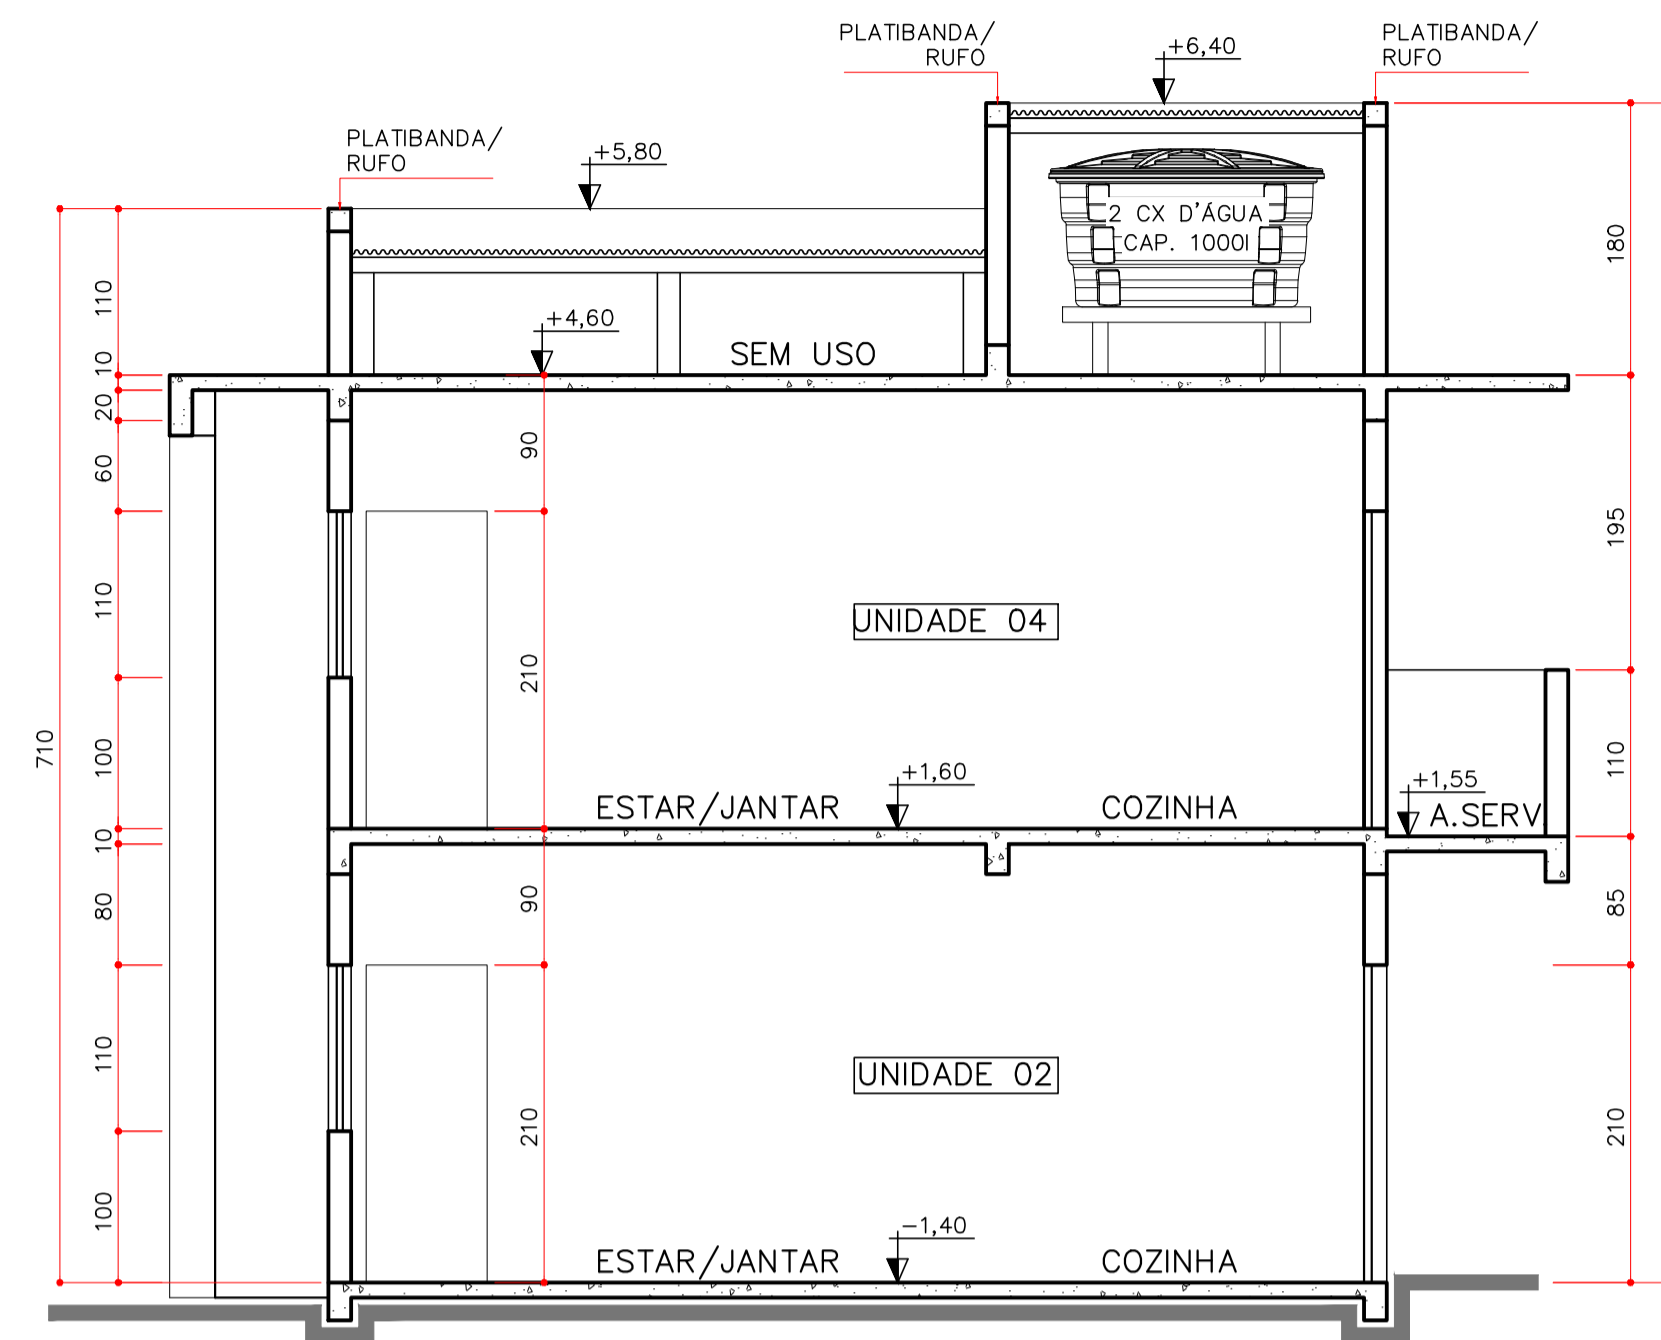 PLATIBANDA/
RUFO
+6,40
PLATIBANDA/
RUFO
PLATIBANDA/
RUFO
+5,80
2 CX D'ÁGUA
CAP. 1000l
180
110
+4,60
SEM USO
10
20
90
60
195
110
UNIDADE 04
210
710
100
+1,60
110
+1,55
ESTAR/JANTAR
COZINHA
A.SERV
10
80
90
85
110
UNIDADE 02
210
210
100
-1,40
ESTAR/JANTAR
COZINHA